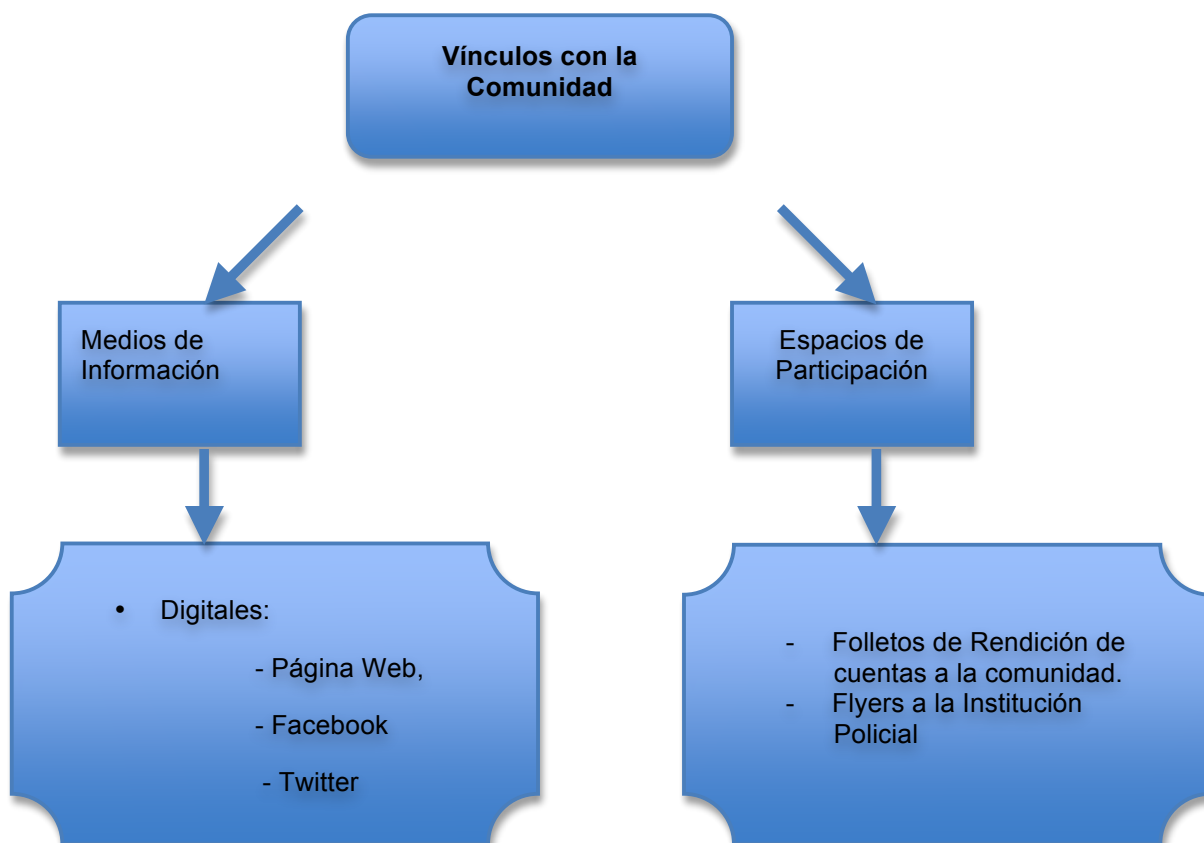 Vínculos con la
Comunidad
Medios de
Información
Espacios de
Participación
• Digitales:
- Página Web,
- Facebook
- Twitter
- Folletos de Rendición de
cuentas a la comunidad.
- Flyers a la Institución
Policial